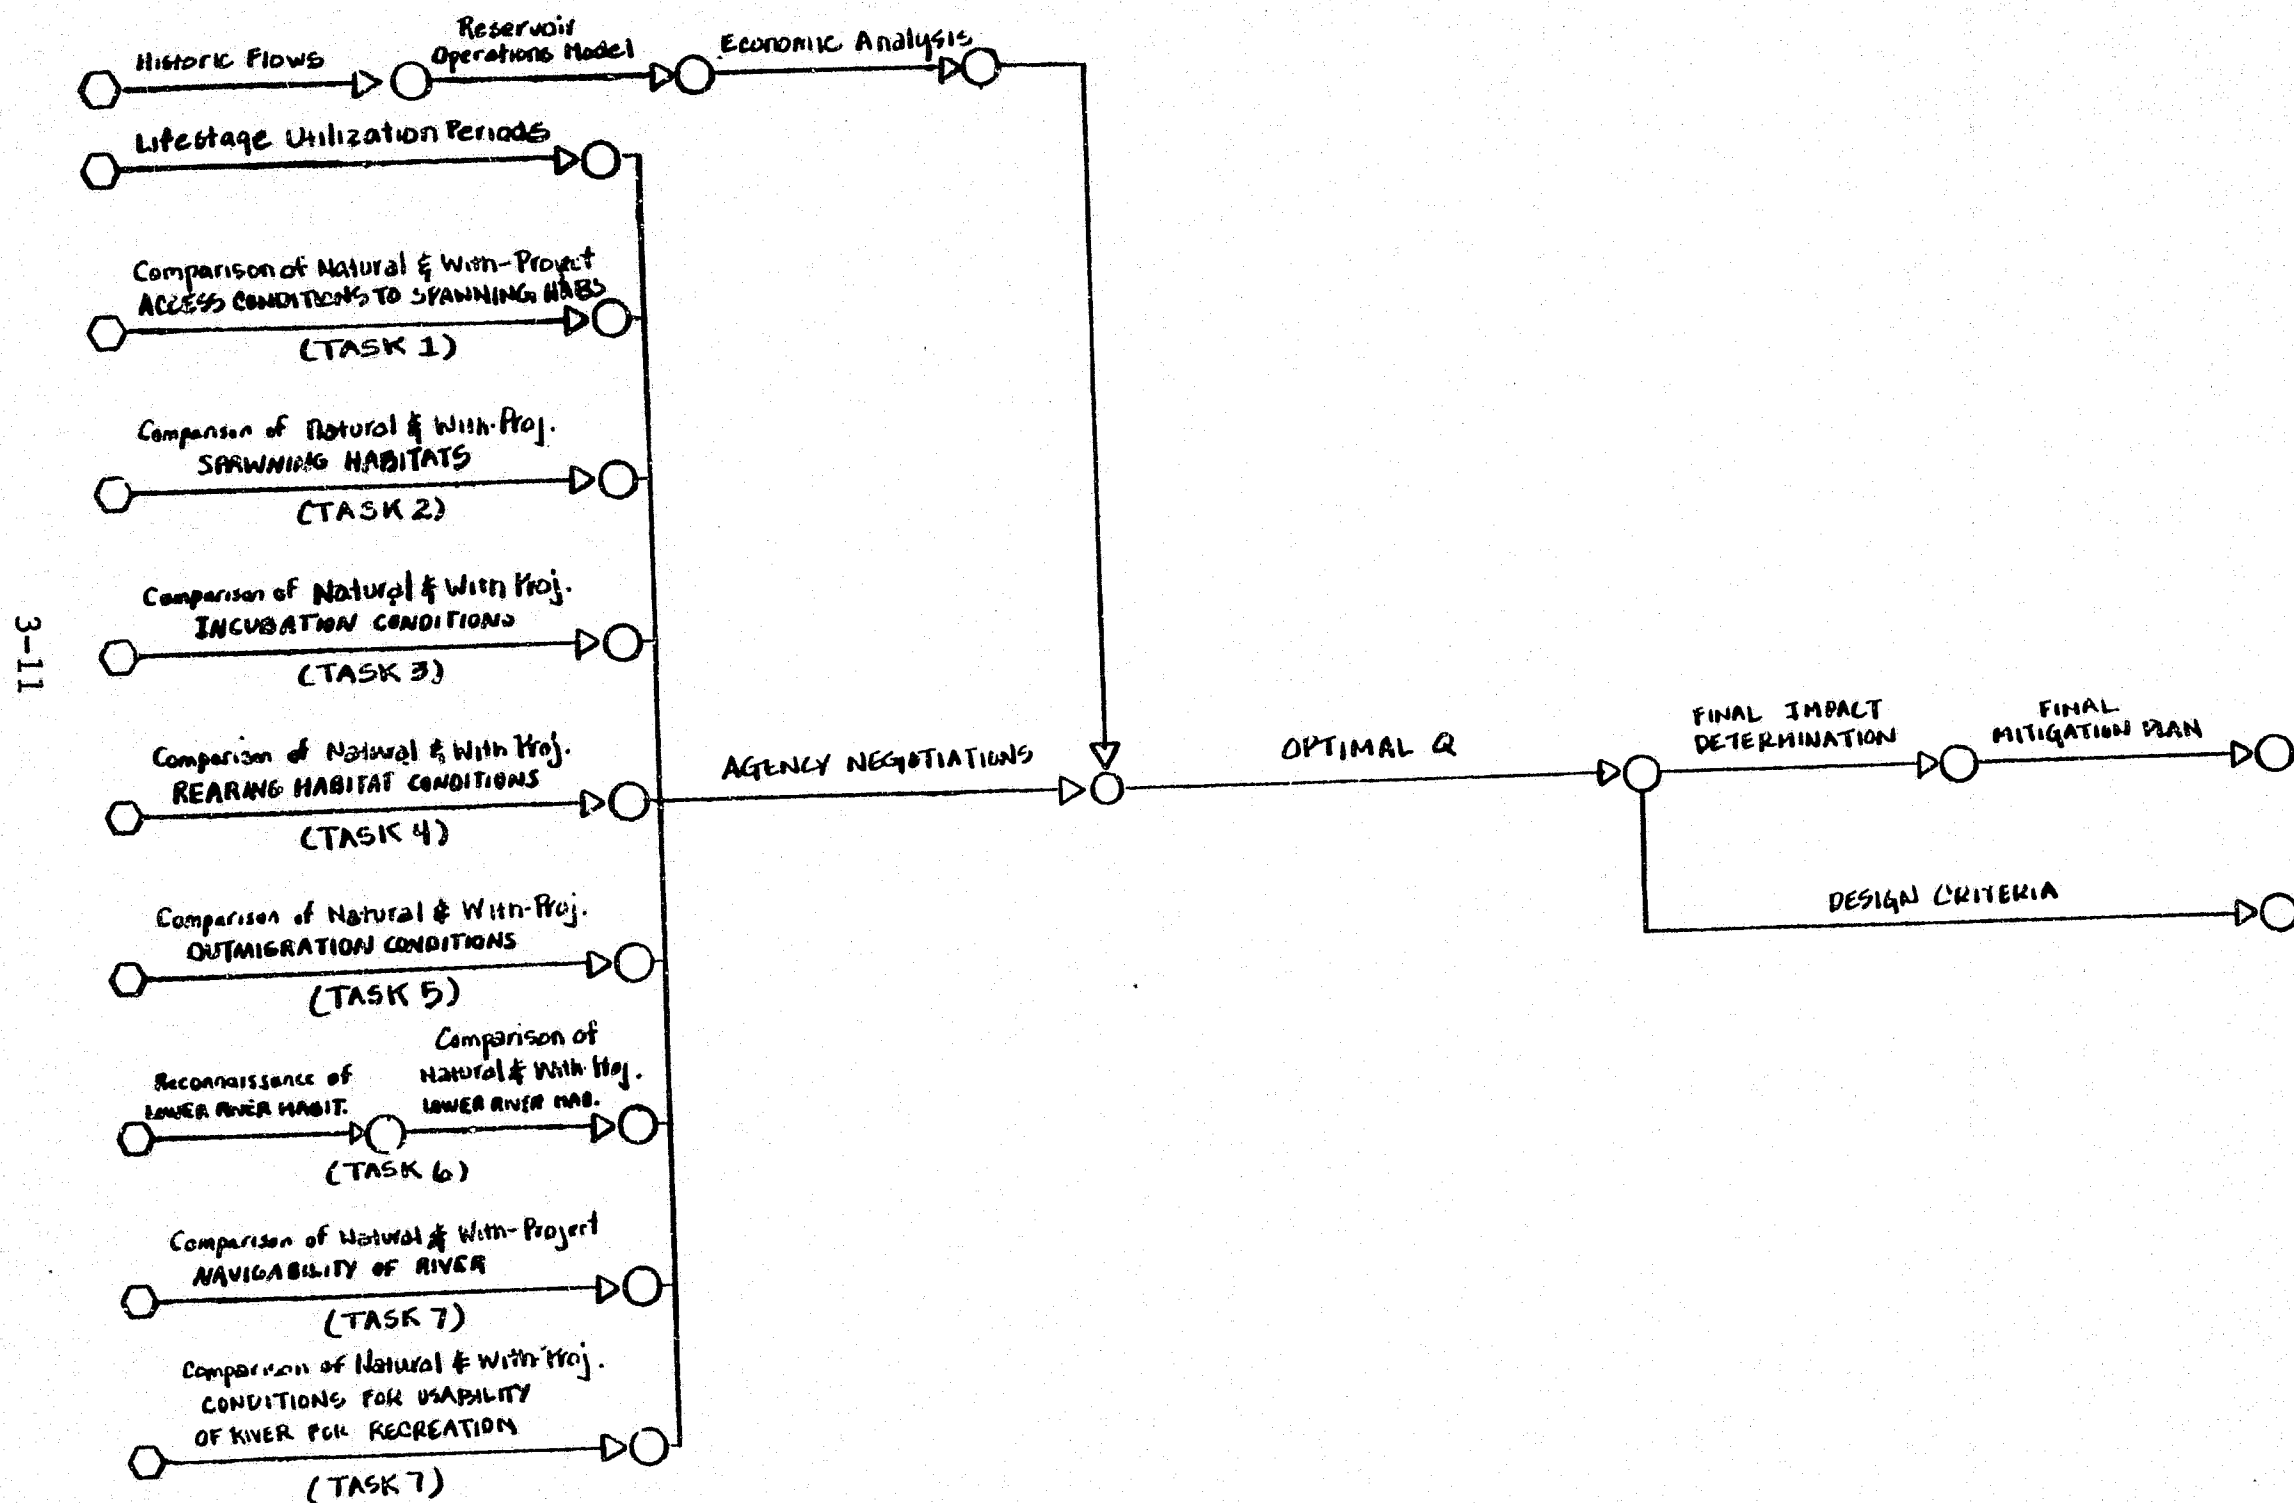 Historic Flows
Reservoir
Operations Model
Economic Analysis
Lifestage Utilization Periods
Comparison of Natural & With-Project
ACCESS CONDITIONS TO SPAWNING HABS
(TASK 1)
Comparison of Natural & With-Proj.
SPAWNING HABITATS
(TASK 2)
Comparison of Natural & With Proj.
INCUBATION CONDITIONS
(TASK 3)
3-11
Comparison of Natural & With Proj.
REARING HABITAT CONDITIONS
(TASK 4)
AGENCY NEGOTIATIONS
OPTIMAL Q
FINAL IMPACT
DETERMINATION
FINAL
MITIGATION PLAN
DESIGN CRITERIA
Comparison of Natural & With-Proj.
OUTMIGRATION CONDITIONS
(TASK 5)
Reconnaissance of
LOWER RIVER HABIT.
Comparison of
Natural & With-Proj.
LOWER RIVER HAB.
(TASK 6)
Comparison of Natural & With-Project
NAVIGABILITY OF RIVER
(TASK 7)
Comparison of Natural & With-Proj.
CONDITIONS FOR USABILITY
OF RIVER FOR RECREATION
(TASK 7)